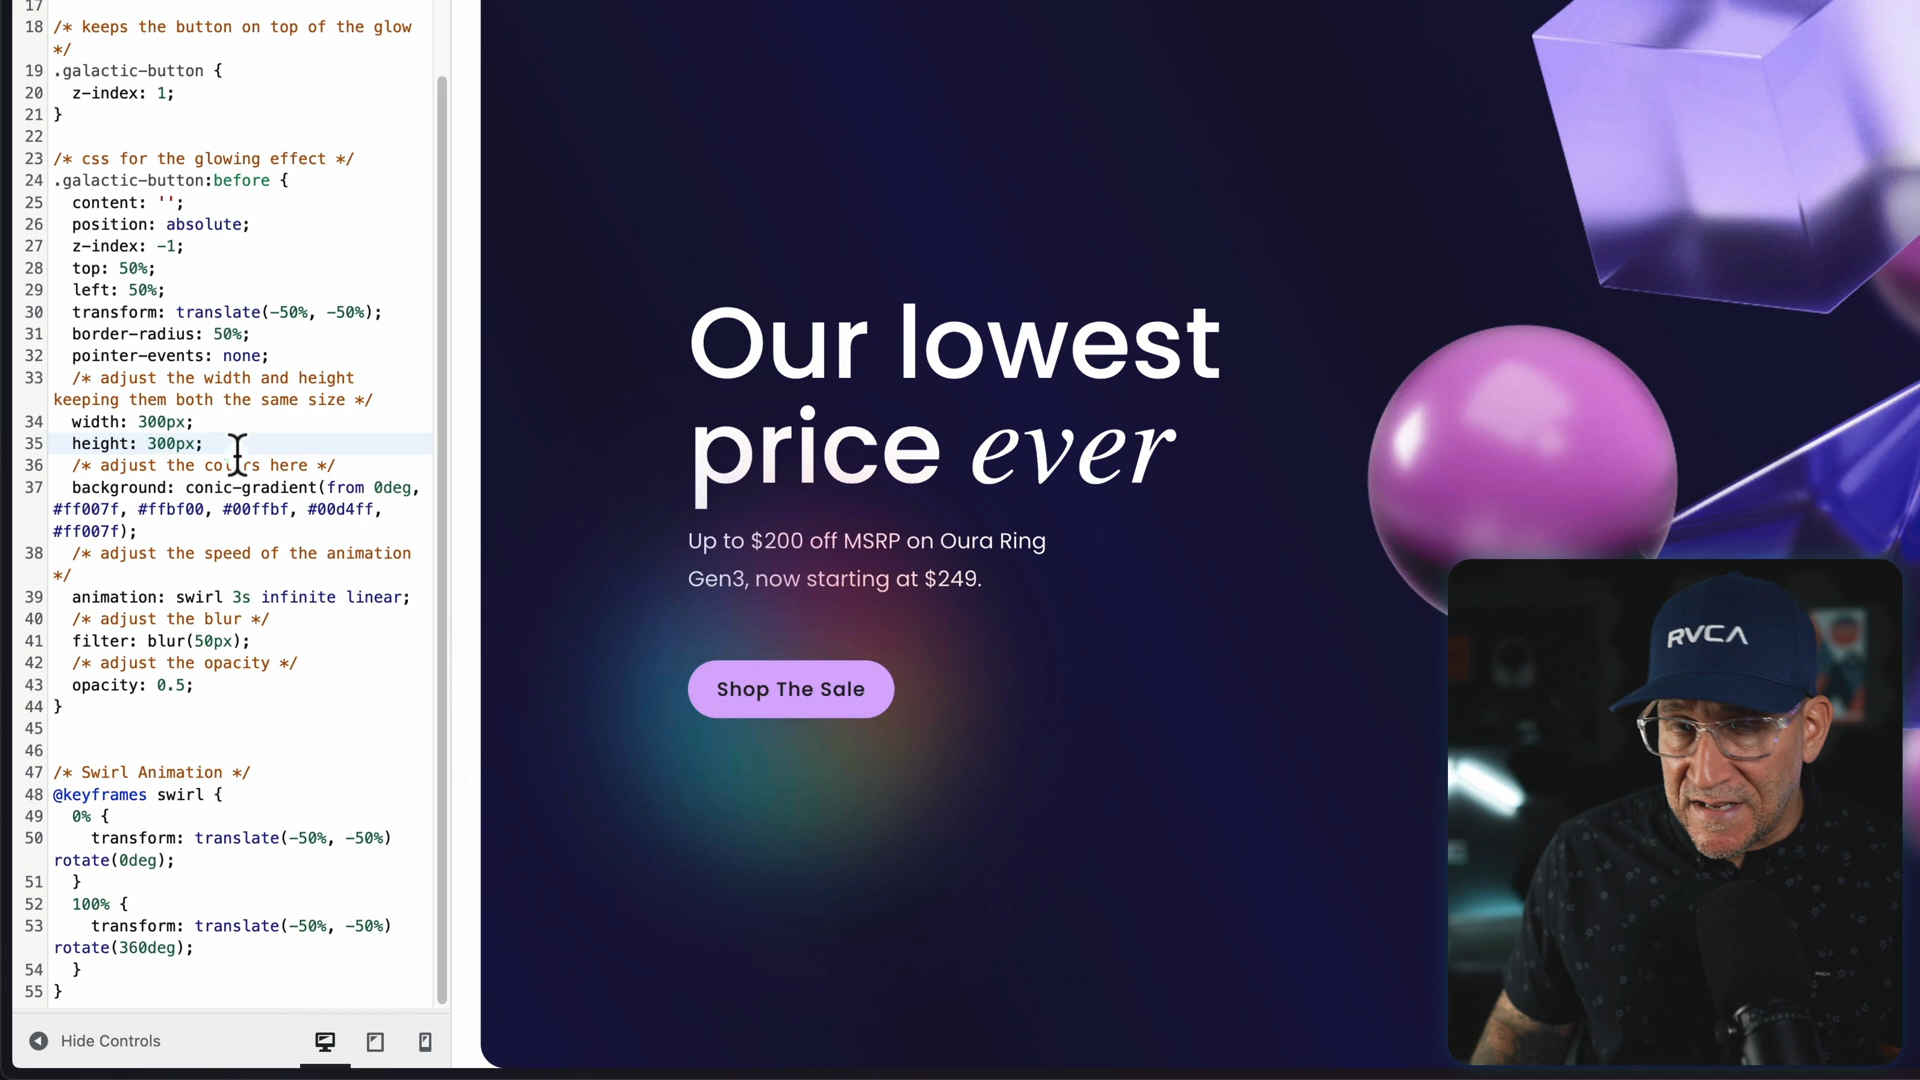 17
18 /* keeps the button on top of the glow
*/
19 .galactic-button {
20 z-index: 1;
21 }
22
23 /* css for the glowing effect */
24 .galactic-button:before {
25 content: '';
26 position: absolute;
27 z-index: -1;
28 top: 50%;
29 left: 50%;
30 transform: translate(-50%, -50%);
31 border-radius: 50%;
32 pointer-events: none;
33 /* adjust the width and height
keeping them both the same size */
34 width: 300px;
35 height: 300px;
36 /* adjust the colors here */
37 background: conic-gradient(from 0deg,
#ff007f, #ffbf00, #00ffbf, #00d4ff,
#ff007f);
38 /* adjust the speed of the animation
*/
39 animation: swirl 3s infinite linear;
40 /* adjust the blur */
41 filter: blur(50px);
42 /* adjust the opacity */
43 opacity: 0.5;
44 }
45
46
47 /* Swirl Animation */
48 @keyframes swirl {
49 0% {
50 transform: translate(-50%, -50%)
rotate(0deg);
51 }
52 100% {
53 transform: translate(-50%, -50%)
rotate(360deg);
54 }
55 }
Hide Controls
Our lowest
price ever
Up to $200 off MSRP on Oura Ring
Gen3, now starting at $249.
Shop The Sale
RVCA